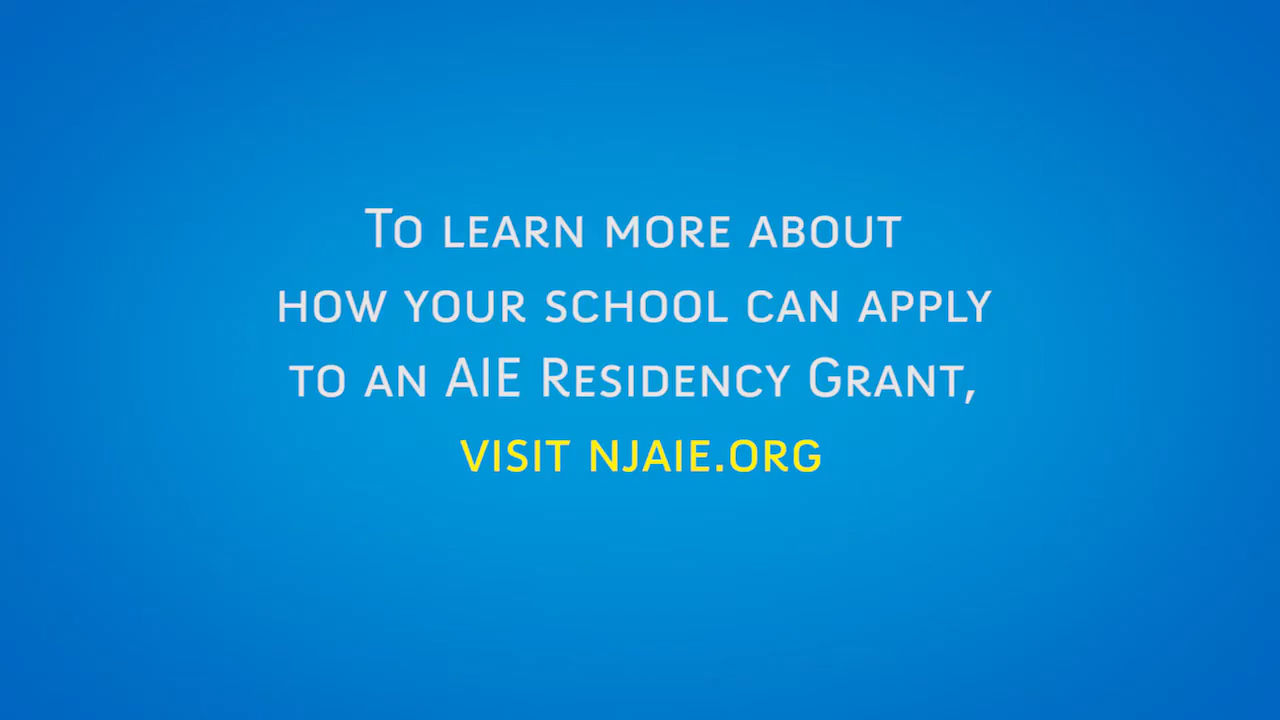 To learn more about
how your school can apply
to an AIE Residency Grant,
visit njaie.org